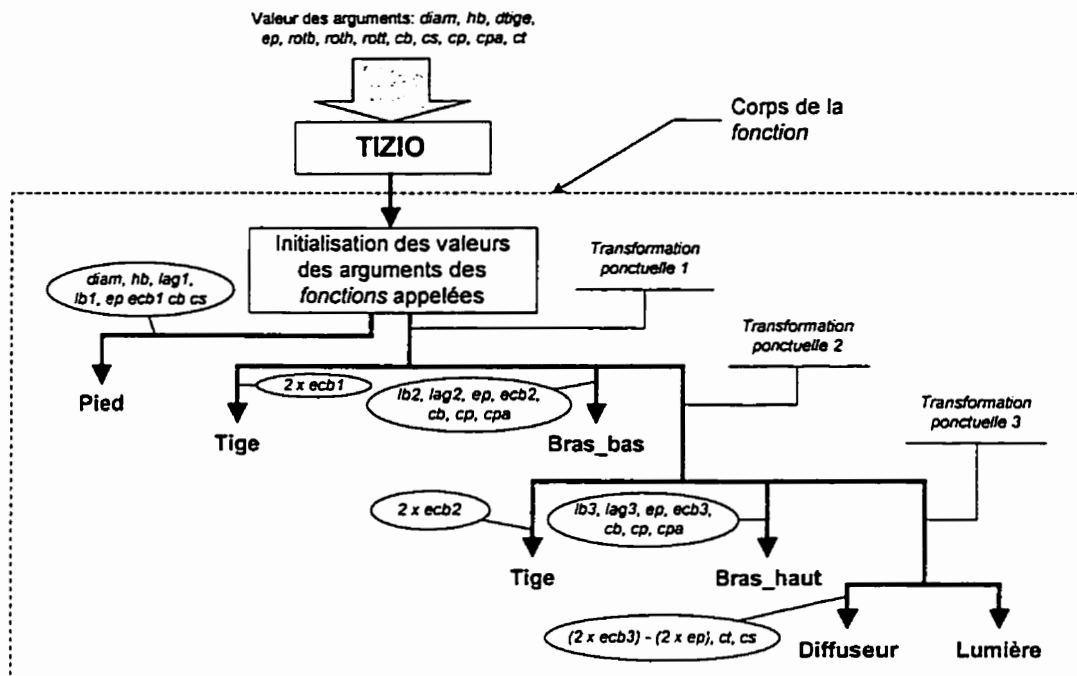 Valeur des arguments: diam, hb, dtige,
ep, rotb, roth, rott, cb, cs, cp, cpa, ct
TIZIO
Corps de la
fonction
Initialisation des valeurs
des arguments des
fonctions appelées
Transformation
ponctuelle 1
diam, hb, lag1,
lb1, ep ecb1 cb cs
Transformation
ponctuelle 2
Pied
2 x ecb1
Tige
lb2, lag2, ep, ecb2,
cb, cp, cpa
Bras_bas
Transformation
ponctuelle 3
2 x ecb2
Tige
lb3, lag3, ep, ecb3,
cb, cp, cpa
Bras_haut
(2 x ecb3) - (2 x ep), ct, cs
Diffuseur
Lumière